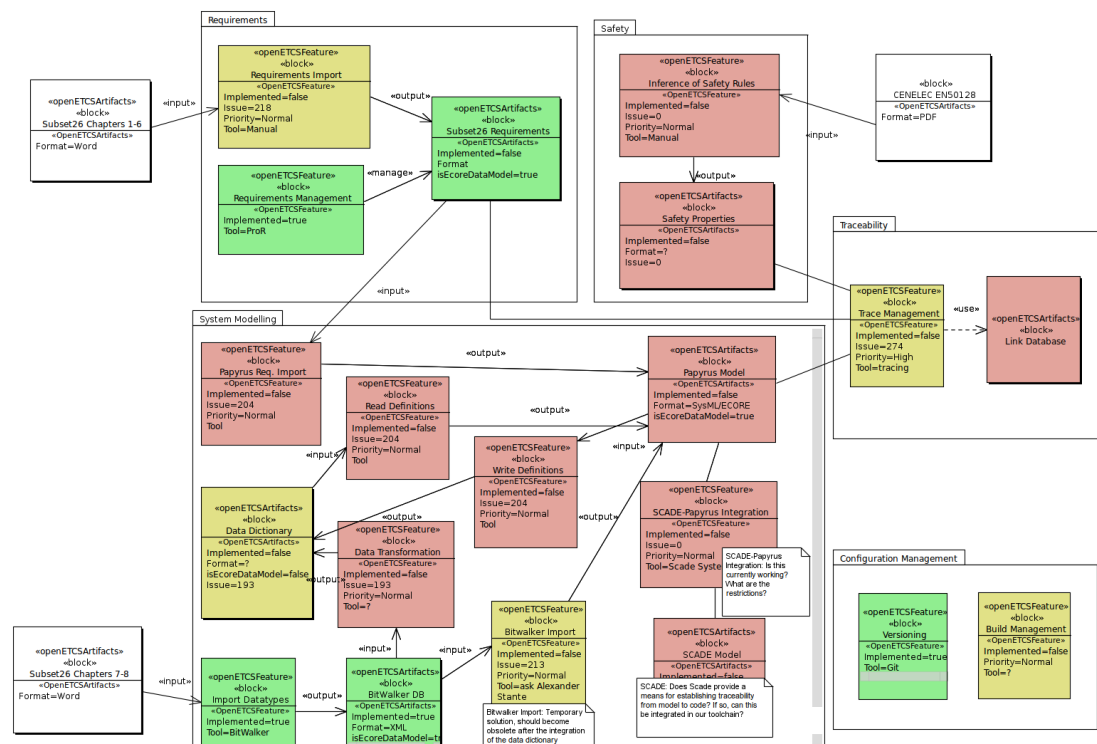 Requirements
«openETCSFeature»
«block»
Requirements Import
«OpenETCSFeature»
Implemented=false
Issue=218
Priority=Normal
Tool=Manual
«openETCSArtifacts»
«block»
Subset26 Chapters 1-6
«OpenETCSArtifacts»
Format=Word
«input»
«output»
«openETCSArtifacts»
«block»
Subset26 Requirements
«OpenETCSArtifacts»
Implemented=false
Format
isEcoreDataModel=true
«manage»
«openETCSFeature»
«block»
Requirements Management
«OpenETCSFeature»
Implemented=true
Tool=ProR
«input»
Safety
«openETCSFeature»
«block»
Inference of Safety Rules
«OpenETCSFeature»
Implemented=false
Issue=0
Priority=Normal
Tool=Manual
«block»
CENELEC EN50128
«OpenETCSArtifacts»
Format=PDF
«input»
«output»
«openETCSArtifacts»
«block»
Safety Properties
«OpenETCSArtifacts»
Implemented=false
Format=?
Issue=0
Traceability
«openETCSFeature»
«block»
Trace Management
«OpenETCSFeature»
Implemented=false
Issue=274
Priority=High
Tool=tracing
«use»
«openETCSArtifacts»
«block»
Link Database
System Modelling
«openETCSFeature»
«block»
Papyrus Req. Import
«OpenETCSFeature»
Implemented=false
Issue=204
Priority=Normal
Tool
«output»
«openETCSFeature»
«block»
Read Definitions
«OpenETCSFeature»
Implemented=false
Issue=204
Priority=Normal
Tool
«output»
«input»
«openETCSArtifacts»
«block»
Papyrus Model
«OpenETCSArtifacts»
Implemented=false
Format=SysML/ECORE
isEcoreDataModel=true
«input»
«openETCSFeature»
«block»
Write Definitions
«OpenETCSFeature»
Implemented=false
Issue=204
Priority=Normal
Tool
«output»
«output»
«openETCSFeature»
«block»
SCADE-Papyrus Integration
«OpenETCSFeature»
Implemented=false
Issue=0
Priority=Normal
Tool=Scade Syste
SCADE-Papyrus
Integration: Is this
currently working?
What are the
restrictions?
«openETCSArtifacts»
«block»
Data Dictionary
«OpenETCSArtifacts»
Implemented=false
Format=?
isEcoreDataModel=false
Issue=193
«output»
«openETCSFeature»
«block»
Data Transformation
«OpenETCSFeature»
Implemented=false
Issue=193
Priority=Normal
Tool=?
«input»
«input»
«openETCSFeature»
«block»
Bitwalker Import
«OpenETCSFeature»
Implemented=false
Issue=213
Priority=Normal
Tool=ask Alexander
Stante
Bitwalker Import: Temporary
solution, should become
obsolete after the integration
of the data dictionary
«openETCSArtifacts»
«block»
SCADE Model
«OpenETCSArtifacts»
Implemented=false
SCADE: Does Scade provide a
means for establishing traceability
from model to code? If so, can this
be integrated in our toolchain?
«openETCSArtifacts»
«block»
Subset26 Chapters 7-8
«OpenETCSArtifacts»
Format=Word
«input»
«openETCSFeature»
«block»
Import Datatypes
«OpenETCSFeature»
Implemented=true
Tool=BitWalker
«output»
«openETCSArtifacts»
«block»
BitWalker DB
«OpenETCSArtifacts»
Implemented=true
Format=XML
isEcoreDataModel=tr
Configuration Management
«openETCSFeature»
«block»
Versioning
«OpenETCSFeature»
Implemented=true
Tool=Git
«openETCSFeature»
«block»
Build Management
«OpenETCSFeature»
Implemented=false
Priority=Normal
Tool=?